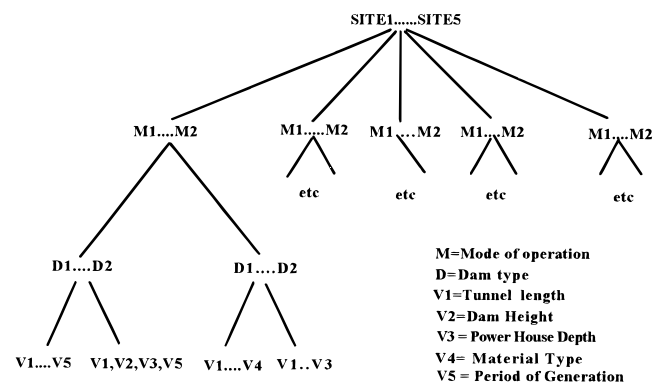 SITE1......SITE5
M1....M2 M1.....M2 M1....M2 M1....M2 M1....M2
etc etc etc etc
D1....D2 D1....D2
M=Mode of operation
D=Dam type
V1=Tunnel length
V2=Dam Height
V3 = Power House Depth
V4= Material Type
V5 = Period of Generation
V1....V5 V1,V2,V3,V5 V1....V4 V1..V3